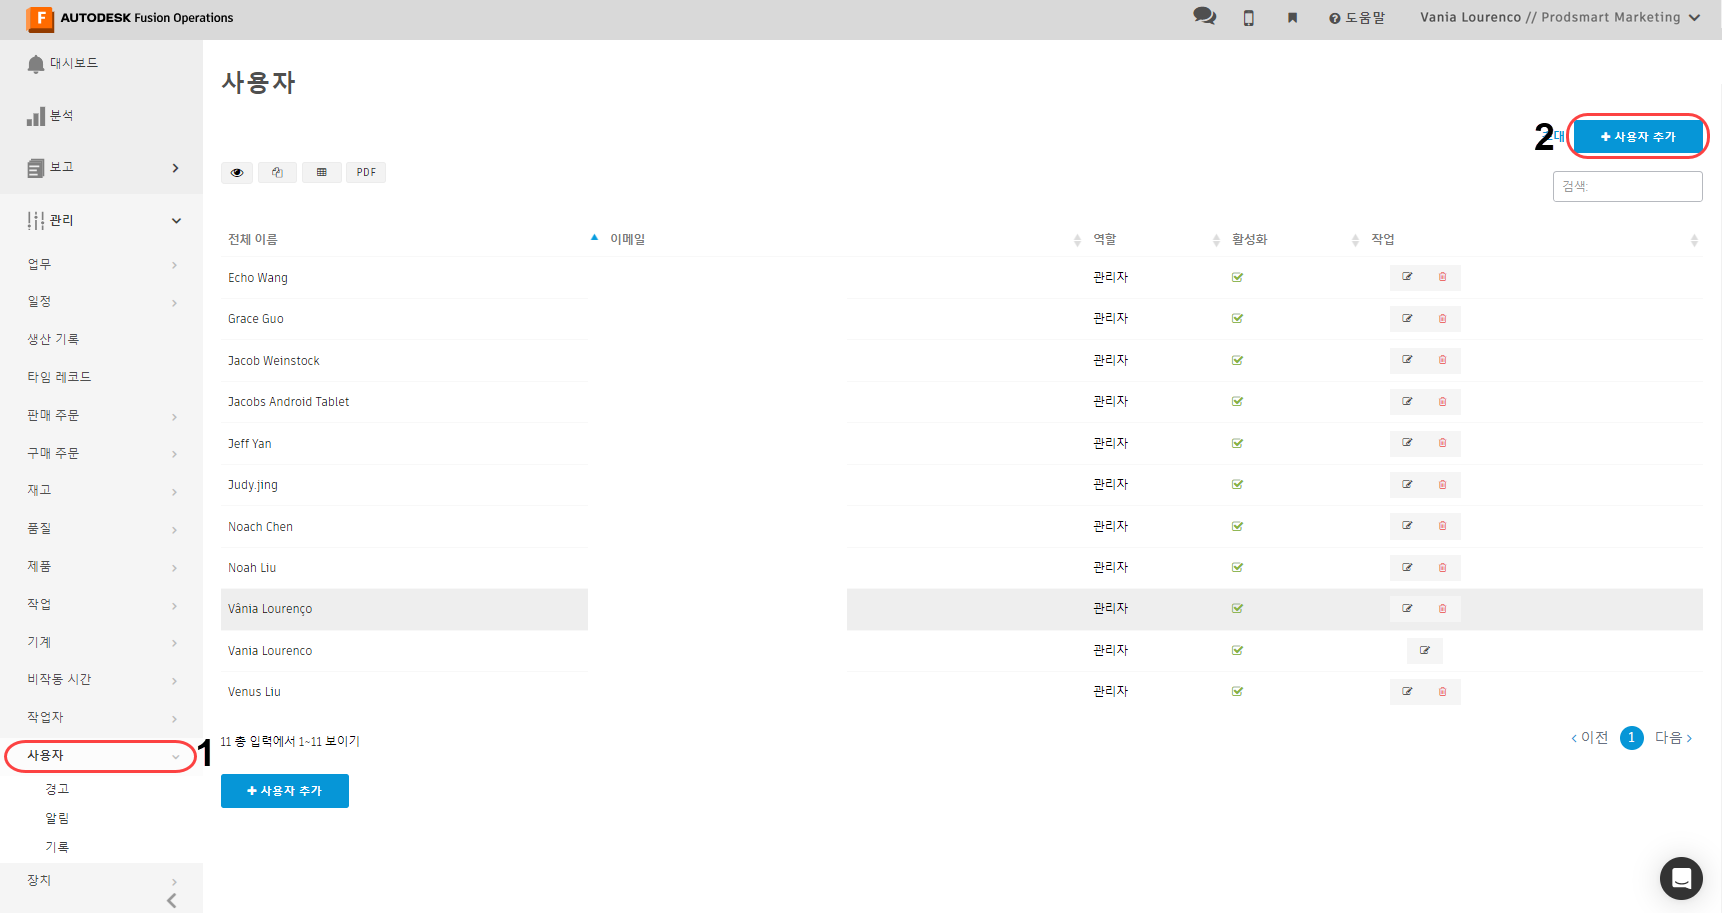 F AUTODESK Fusion Operations
도움말
Vania Lourenco // Prodsmart Marketing
대시보드
분석
보고
관리
업무
일정
생산 기록
타임 레코드
판매 주문
구매 주문
재고
품질
제품
작업
기계
비작동 시간
작업자
사용자
1
경고
알림
기록
장치
사용자
2
+ 사용자 추가
PDF
검색:
전체 이름 이메일 역할 활성화 작업
Echo Wang 관리자
Grace Guo 관리자
Jacob Weinstock 관리자
Jacobs Android Tablet 관리자
Jeff Yan 관리자
Judy.jing 관리자
Noach Chen 관리자
Noah Liu 관리자
Vânia Lourenço 관리자
Vania Lourenco 관리자
Venus Liu 관리자
11 총 입력에서 1~11 보이기
‹ 이전 1 다음 ›
+ 사용자 추가